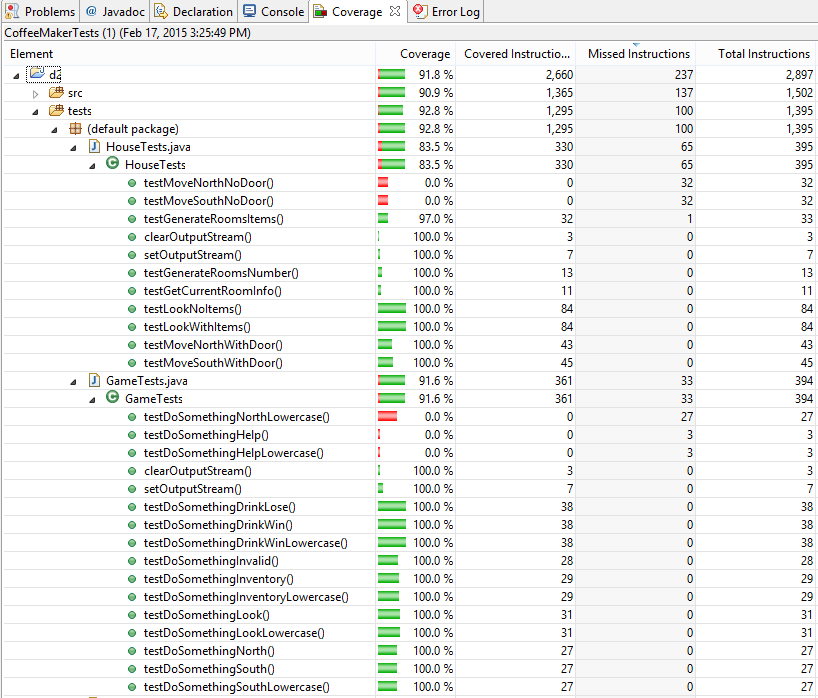 Problems @ Javadoc Declaration Console Coverage Error Log
CoffeeMakerTests (1) (Feb 17, 2015 3:25:49 PM)
Element Coverage Covered Instructio... Missed Instructions Total Instructions
d2 91.8 % 2,660 237 2,897
src 90.9 % 1,365 137 1,502
tests 92.8 % 1,295 100 1,395
(default package) 92.8 % 1,295 100 1,395
HouseTests.java 83.5 % 330 65 395
HouseTests 83.5 % 330 65 395
testMoveNorthNoDoor() 0.0 % 0 32 32
testMoveSouthNoDoor() 0.0 % 0 32 32
testGenerateRoomsItems() 97.0 % 32 1 33
clearOutputStream() 100.0 % 3 0 3
setOutputStream() 100.0 % 7 0 7
testGenerateRoomsNumber() 100.0 % 13 0 13
testGetCurrentRoomInfo() 100.0 % 11 0 11
testLookNoItems() 100.0 % 84 0 84
testLookWithItems() 100.0 % 84 0 84
testMoveNorthWithDoor() 100.0 % 43 0 43
testMoveSouthWithDoor() 100.0 % 45 0 45
GameTests.java 91.6 % 361 33 394
GameTests 91.6 % 361 33 394
testDoSomethingNorthLowercase() 0.0 % 0 27 27
testDoSomethingHelp() 0.0 % 0 3 3
testDoSomethingHelpLowercase() 0.0 % 0 3 3
clearOutputStream() 100.0 % 3 0 3
setOutputStream() 100.0 % 7 0 7
testDoSomethingDrinkLose() 100.0 % 38 0 38
testDoSomethingDrinkWin() 100.0 % 38 0 38
testDoSomethingDrinkWinLowercase() 100.0 % 38 0 38
testDoSomethingInvalid() 100.0 % 28 0 28
testDoSomethingInventory() 100.0 % 29 0 29
testDoSomethingInventoryLowercase() 100.0 % 29 0 29
testDoSomethingLook() 100.0 % 31 0 31
testDoSomethingLookLowercase() 100.0 % 31 0 31
testDoSomethingNorth() 100.0 % 27 0 27
testDoSomethingSouth() 100.0 % 27 0 27
testDoSomethingSouthLowercase() 100.0 % 27 0 27